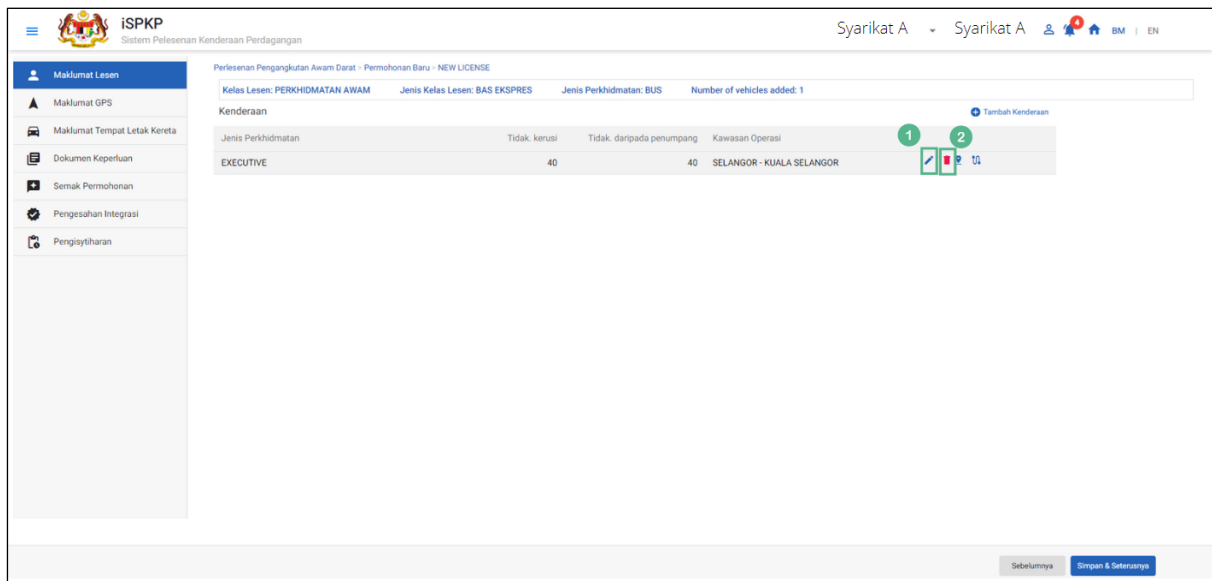 iSPKP
Sistem Pelesenan Kenderaan Perdagangan
Syarikat A
Syarikat A
4
BM | EN
Maklumat Lesen
Maklumat GPS
Maklumat Tempat Letak Kereta
Dokumen Keperluan
Semak Permohonan
Pengesahan Integrasi
Pengisytiharan
Perlesenan Pengangkutan Awam Darat > Permohonan Baru > NEW LICENSE
Kelas Lesen: PERKHIDMATAN AWAM Jenis Kelas Lesen: BAS EKSPRES Jenis Perkhidmatan: BUS Number of vehicles added: 1
Kenderaan
Tambah Kenderaan
Jenis Perkhidmatan Tidak. kerusi Tidak. daripada penumpang Kawasan Operasi
1 2
EXECUTIVE 40 40 SELANGOR - KUALA SELANGOR
Sebelumnya Simpan & Seterusnya